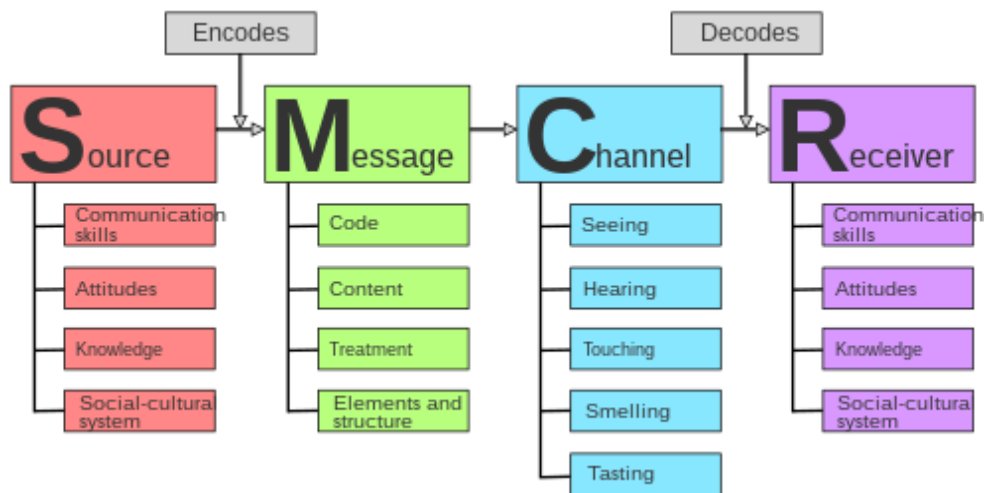 Encodes
Decodes
Source
Message
Channel
Receiver
Communication
skills
Attitudes
Knowledge
Social-cultural
system
Code
Content
Treatment
Elements and
structure
Seeing
Hearing
Touching
Smelling
Tasting
Communication
skills
Attitudes
Knowledge
Social-cultural
system